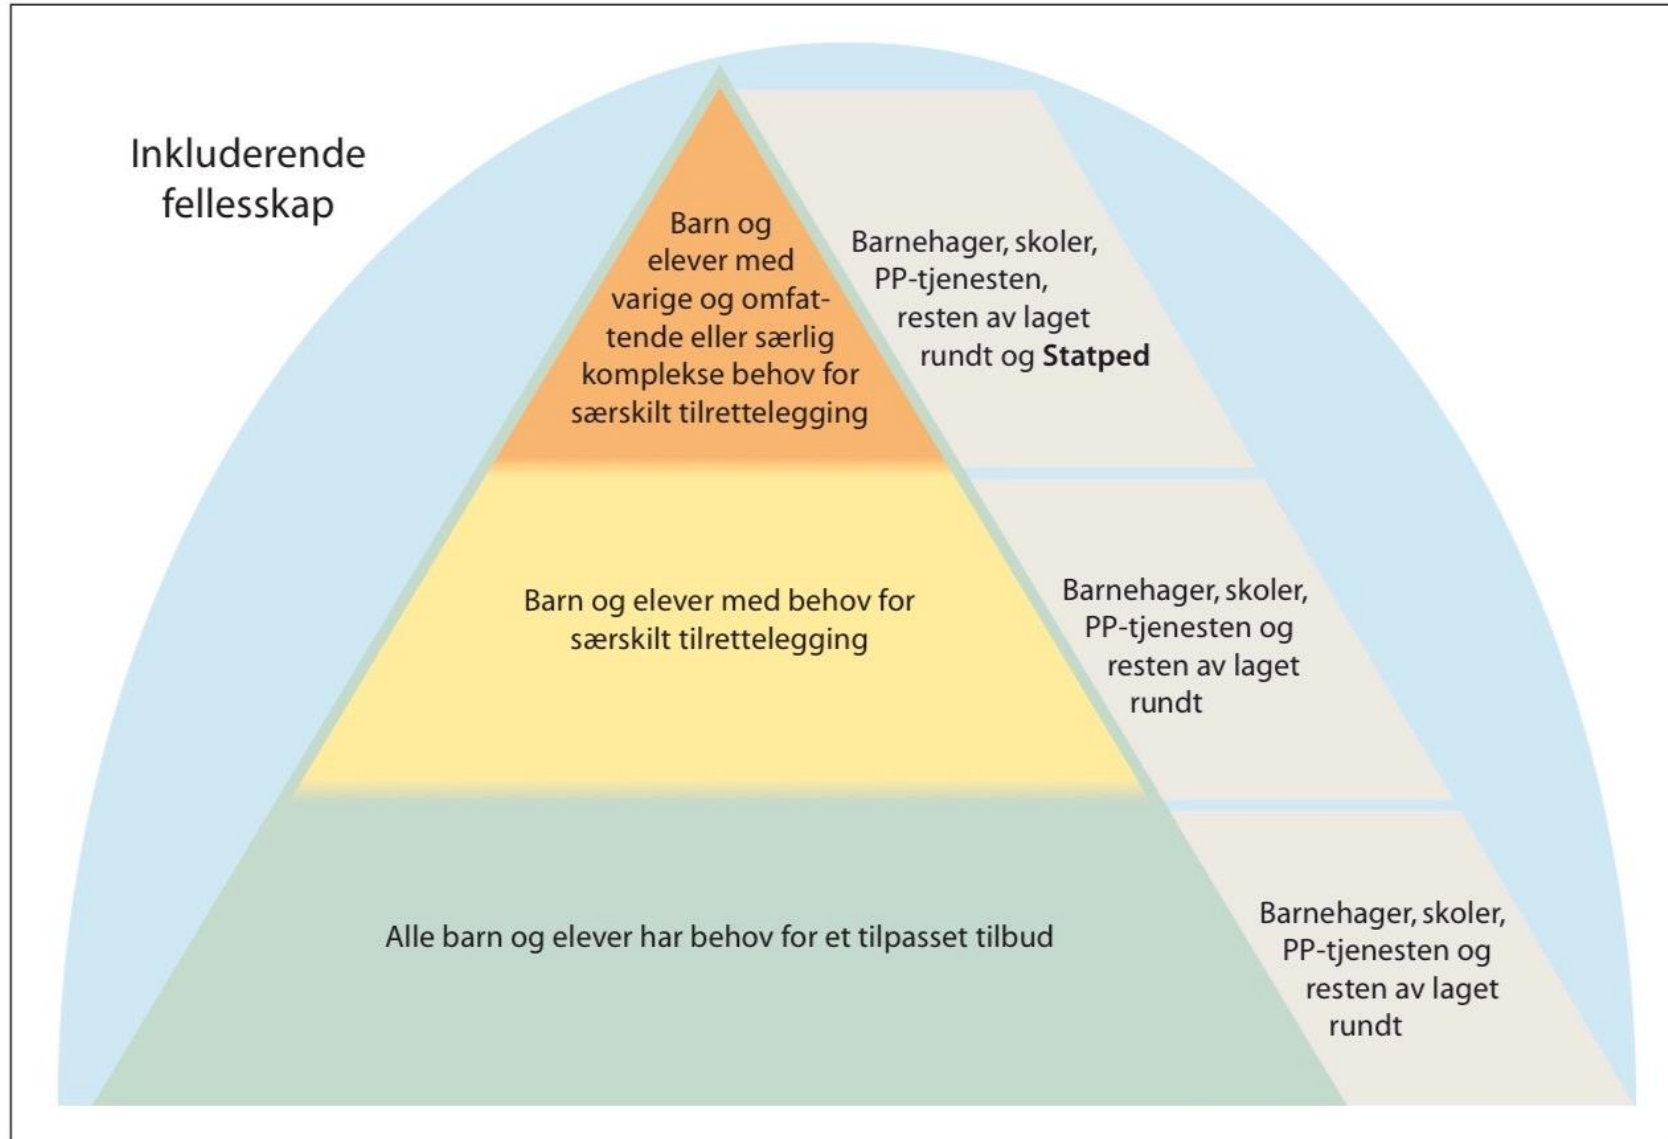 Inkluderende
fellesskap
Barn og
elever med
varige og omfat-
tende eller særlig
komplekse behov for
særskilt tilrettelegging
Barnehager, skoler,
PP-tjenesten,
resten av laget
rundt og Statped
Barn og elever med behov for
særskilt tilrettelegging
Barnehager, skoler,
PP-tjenesten og
resten av laget
rundt
Alle barn og elever har behov for et tilpasset tilbud
Barnehager, skoler,
PP-tjenesten og
resten av laget
rundt